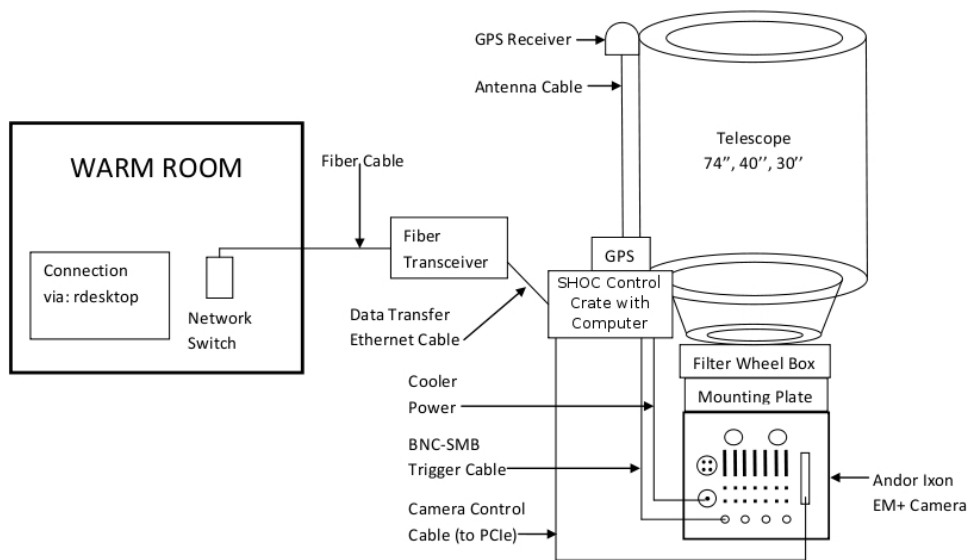 GPS Receiver
Antenna Cable
Telescope
74”, 40’’, 30’’
WARM ROOM
Fiber Cable
Fiber
Transceiver
GPS
Connection
via: rdesktop
SHOC Control
Crate with
Computer
Network
Switch
Data Transfer
Ethernet Cable
Filter Wheel Box
Mounting Plate
Cooler
Power
BNC-SMB
Trigger Cable
Andor Ixon
EM+ Camera
Camera Control
Cable (to PCIe)